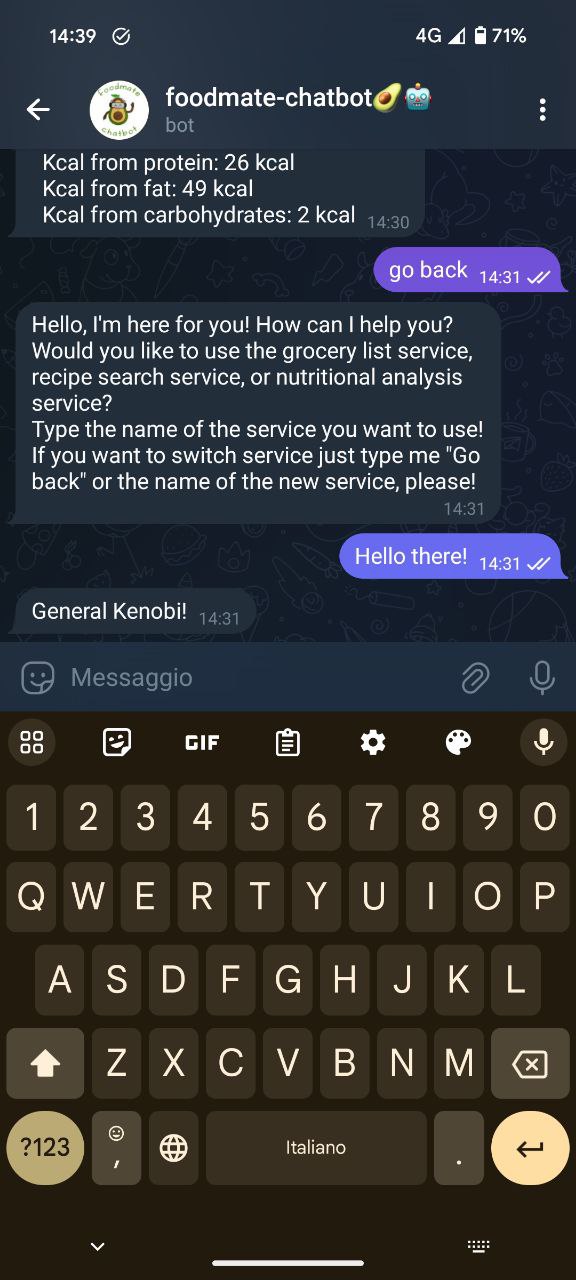 14:39
4G 71%
foodmate-chatbot🥑🤖
bot
foodmate
chatbot
Kcal from protein: 26 kcal
Kcal from fat: 49 kcal
Kcal from carbohydrates: 2 kcal 14:30
go back 14:31
Hello, I'm here for you! How can I help you?
Would you like to use the grocery list service,
recipe search service, or nutritional analysis
service?
Type the name of the service you want to use!
If you want to switch service just type me "Go
back" or the name of the new service, please!
14:31
Hello there! 14:31
General Kenobi! 14:31
Messaggio
GIF
1 2 3 4 5 6 7 8 9 0
Q W E R T Y U I O P
A S D F G H J K L
Z X C V B N M
?123 , Italiano .